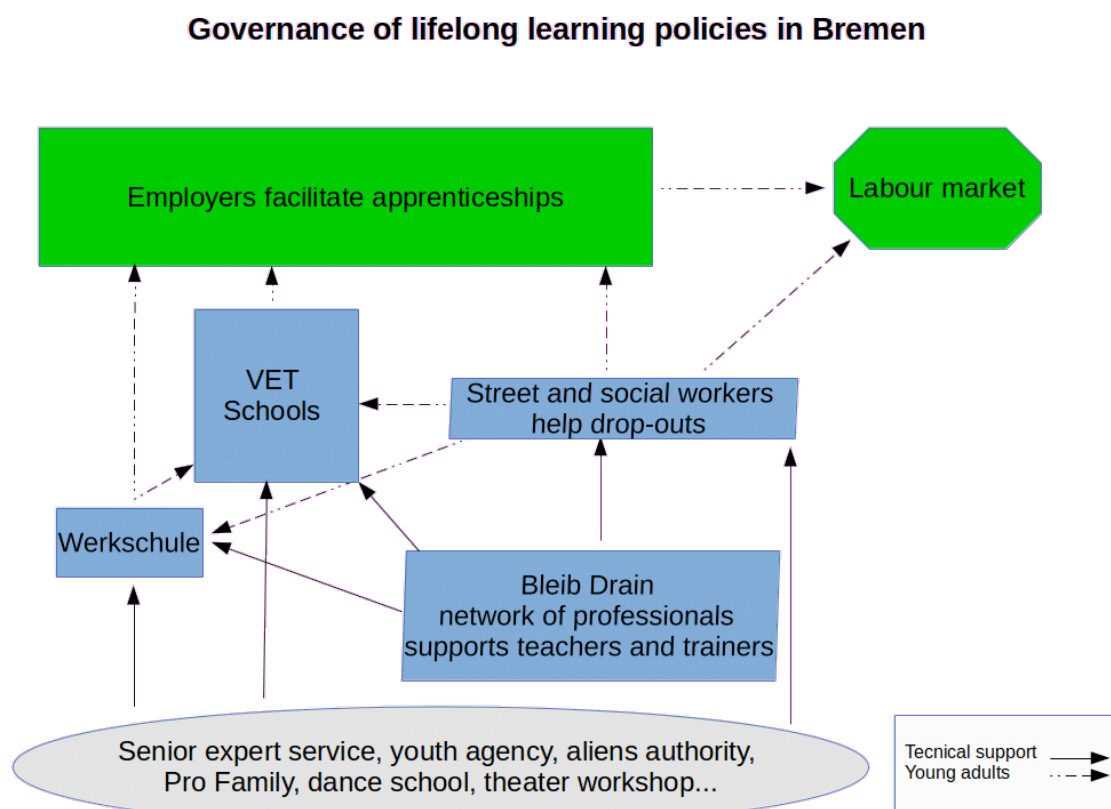 Governance of lifelong learning policies in Bremen
Employers facilitate apprenticeships
Labour market
VET
Schools
Street and social workers
help drop-outs
Werkschule
Bleib Drain
network of professionals
supports teachers and trainers
Senior expert service, youth agency, aliens authority,
Pro Family, dance school, theater workshop...
Tecnical support
Young adults